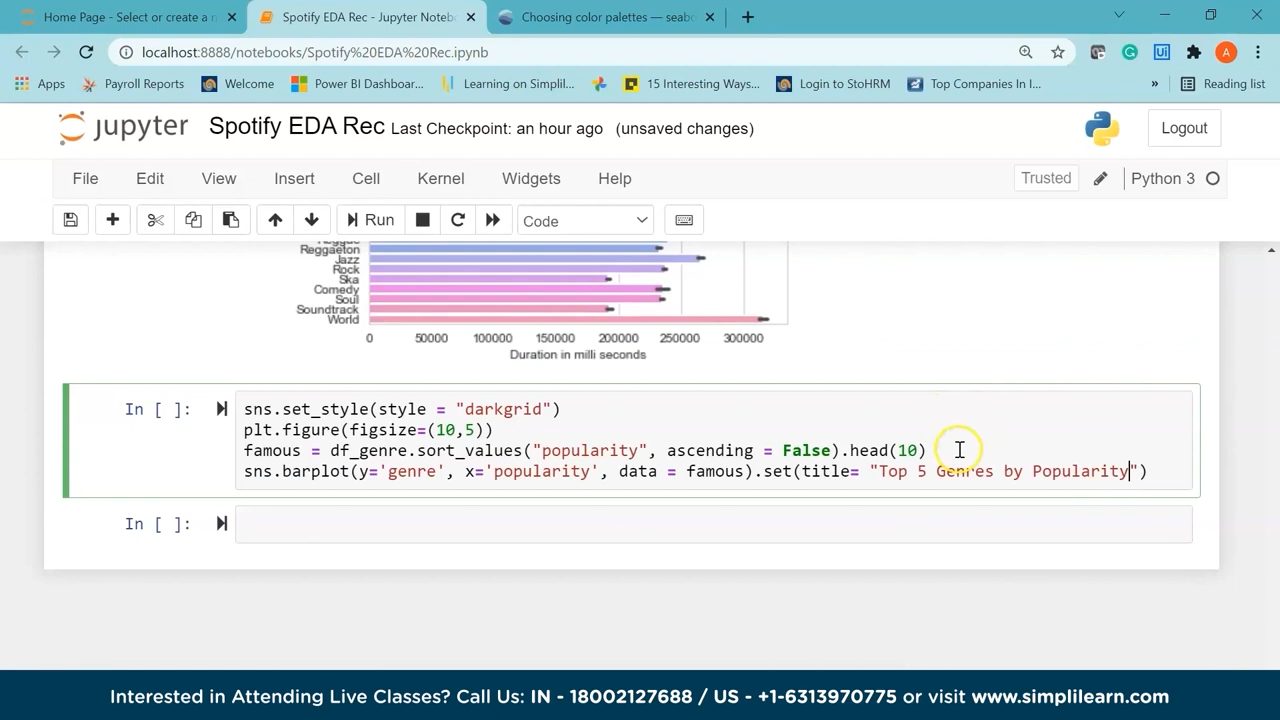 Home Page - Select or create a n
Spotify EDA Rec - Jupyter Notebo
Choosing color palettes — seab
localhost:8888/notebooks/Spotify%20EDA%20Rec.ipynb
Apps
Payroll Reports
Welcome
Power BI Dashboar...
Learning on Simplil...
15 Interesting Ways...
Login to StoHRM
Top Companies In I...
»
Reading list
jupyter
Spotify EDA Rec Last Checkpoint: an hour ago (unsaved changes)
Logout
File Edit View Insert Cell Kernel Widgets Help
Trusted
Python 3
Run
Code
Reggae
Reggaeton
Jazz
Rock
Ska
Comedy
Soul
Soundtrack
World
0 50000 100000 150000 200000 250000 300000
Duration in milli seconds
In [ ]:
sns.set_style(style = "darkgrid")
plt.figure(figsize=(10,5))
famous = df_genre.sort_values("popularity", ascending = False).head(10)
sns.barplot(y='genre', x='popularity', data = famous).set(title= "Top 5 Genres by Popularity")
In [ ]:
Interested in Attending Live Classes? Call Us: IN - 18002127688 / US - +1-6313970775 or visit www.simplilearn.com